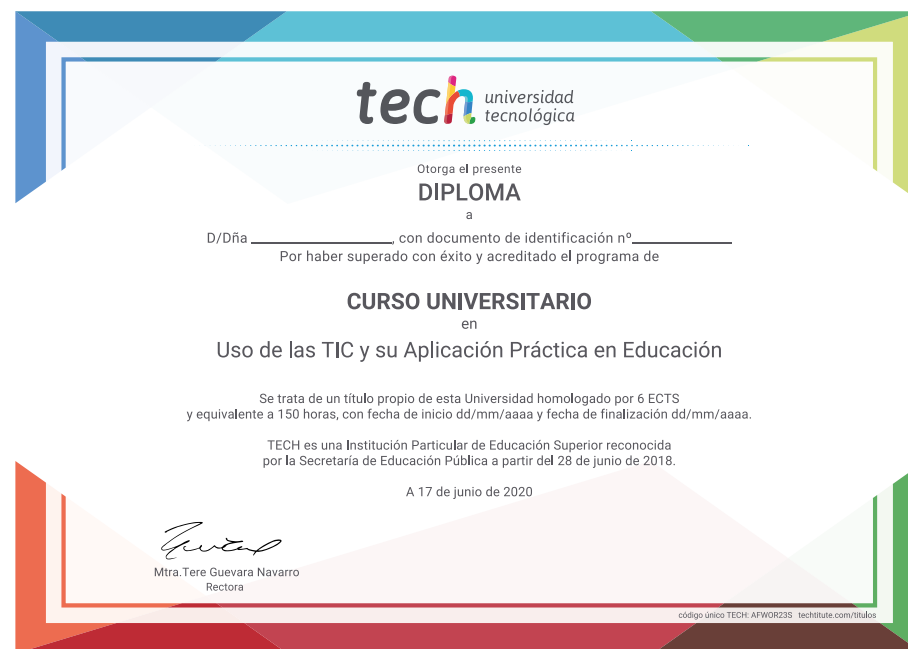 tech universidad
tecnológica
Otorga el presente
DIPLOMA
a
D/Dña ____________, con documento de identificación nº____________
Por haber superado con éxito y acreditado el programa de
CURSO UNIVERSITARIO
en
Uso de las TIC y su Aplicación Práctica en Educación
Se trata de un título propio de esta Universidad homologado por 6 ECTS
y equivalente a 150 horas, con fecha de inicio dd/mm/aaaa y fecha de finalización dd/mm/aaaa.
TECH es una Institución Particular de Educación Superior reconocida
por la Secretaría de Educación Pública a partir del 28 de junio de 2018.
A 17 de junio de 2020
Mtra.Tere Guevara Navarro
Rectora
código único TECH: AFWOR23S techtitute.com/titulos